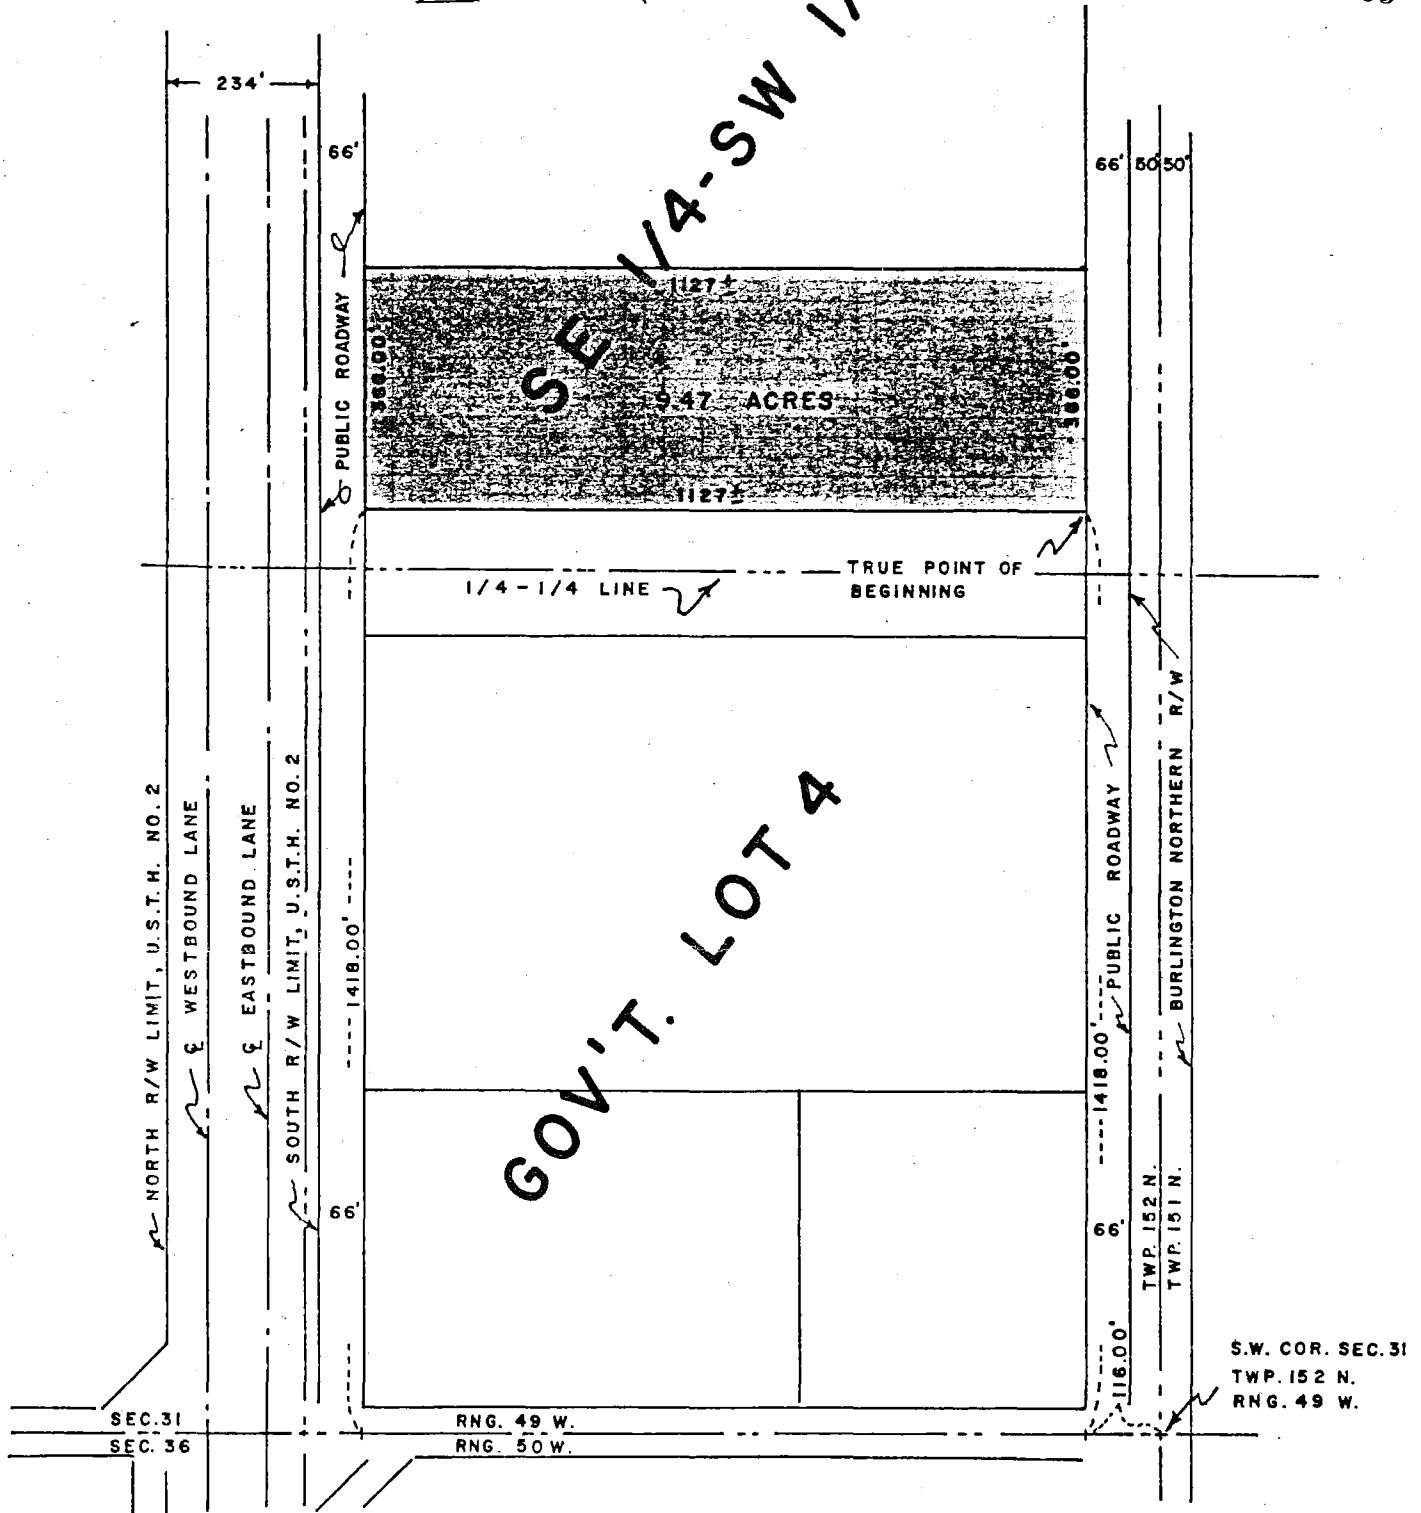 234'
66'
66'
50'
50'
SE 1/4-SW
1127±
366.00'
366.00'
9.47 ACRES
1127±
PUBLIC ROADWAY
TRUE POINT OF
BEGINNING
1/4-1/4 LINE
GOV'T. LOT 4
NORTH R/W LIMIT, U.S.T.H. NO. 2
℄ WESTBOUND LANE
℄ EASTBOUND LANE
SOUTH R/W LIMIT, U.S.T.H. NO. 2
1418.00'
PUBLIC ROADWAY
BURLINGTON NORTHERN R/W
1418.00'
66'
66'
TWP. 152 N.
TWP. 151 N.
116.00'
S.W. COR. SEC. 31
TWP. 152 N.
RNG. 49 W.
SEC. 31
SEC. 36
RNG. 49 W.
RNG. 50 W.